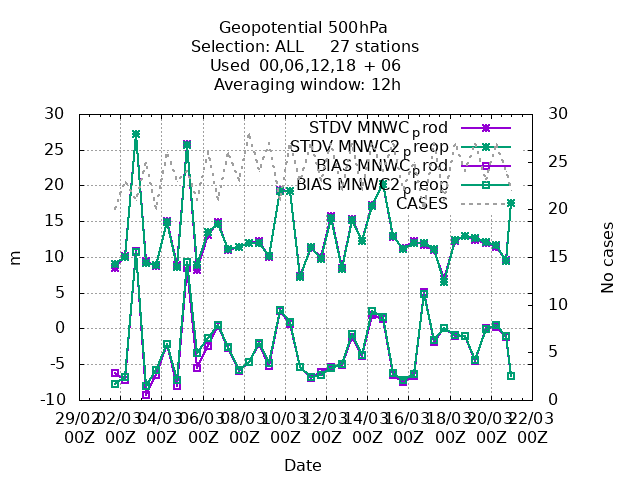 Geopotential 500hPa
Selection: ALL 27 stations
Used 00,06,12,18 + 06
Averaging window: 12h
30 30
25 25
20 20
15 15
10 10
5 5
0 0
-5
-10
m
No cases
STDV MNWC_prod
STDV MNWC2_preop
BIAS MNWC_prod
BIAS MNWC2_preop
CASES
29/02 02/03 04/03 06/03 08/03 10/03 12/03 14/03 16/03 18/03 20/03 22/03
00Z 00Z 00Z 00Z 00Z 00Z 00Z 00Z 00Z 00Z 00Z 00Z
Date